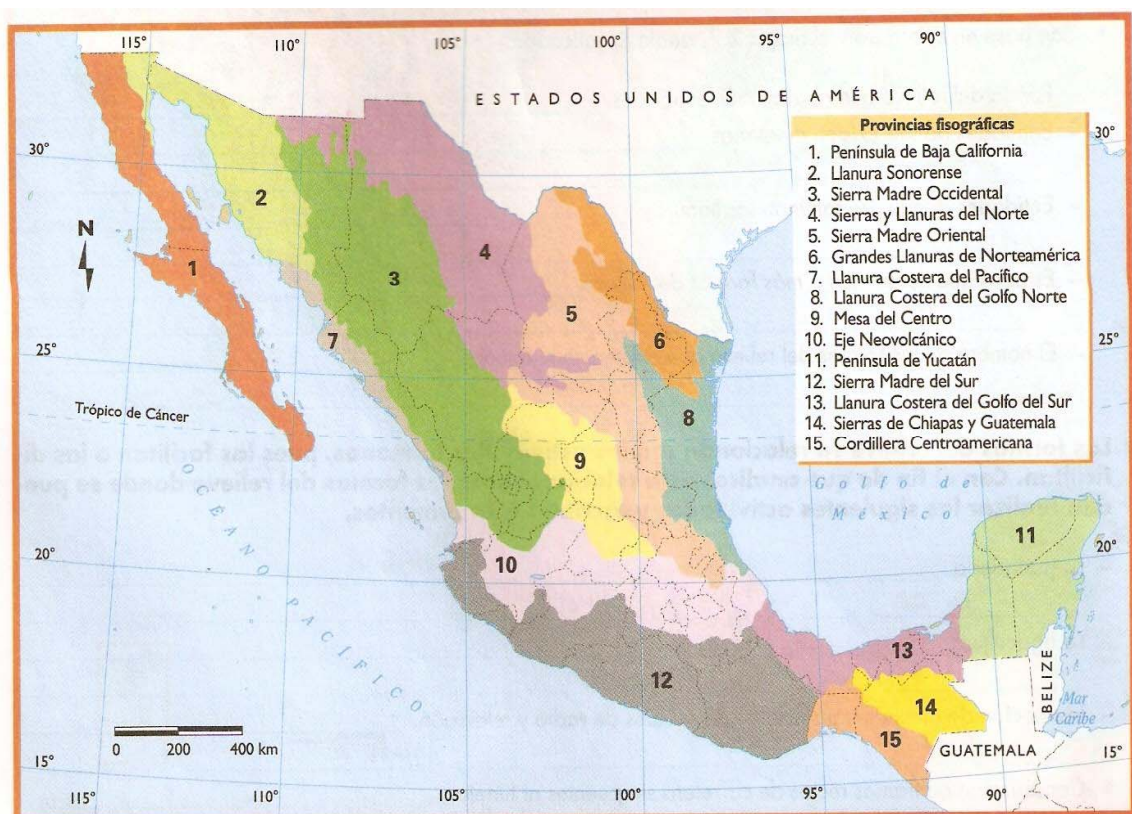 115°
110°
105°
100°
95°
90°
ESTADOS UNIDOS DE AMÉRICA
Provincias fisográficas
1. Península de Baja California
2. Llanura Sonorense
3. Sierra Madre Occidental
4. Sierras y Llanuras del Norte
5. Sierra Madre Oriental
6. Grandes Llanuras de Norteamérica
7. Llanura Costera del Pacífico
8. Llanura Costera del Golfo Norte
9. Mesa del Centro
10. Eje Neovolcánico
11. Península de Yucatán
12. Sierra Madre del Sur
13. Llanura Costera del Golfo del Sur
14. Sierras de Chiapas y Guatemala
15. Cordillera Centroamericana
30°
30°
N
2
1
3
4
5
6
7
25°
25°
8
Trópico de Cáncer
9
Golfo de
México
OCÉANO PACÍFICO
20°
20°
10
11
12
13
14
15
BELIZE
Mar
Caribe
GUATEMALA
0 200 400 km
15°
15°
115°
110°
105°
100°
95°
90°